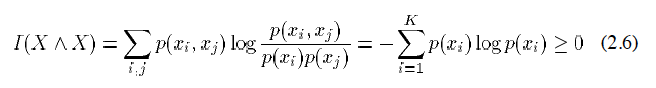 I(X ∧ X) = ∑_{i,j} p(x_i, x_j) log \frac{p(x_i, x_j)}{p(x_i)p(x_j)} = −∑_{i=1}^{K} p(x_i) log p(x_i) ≥ 0 (2.6)